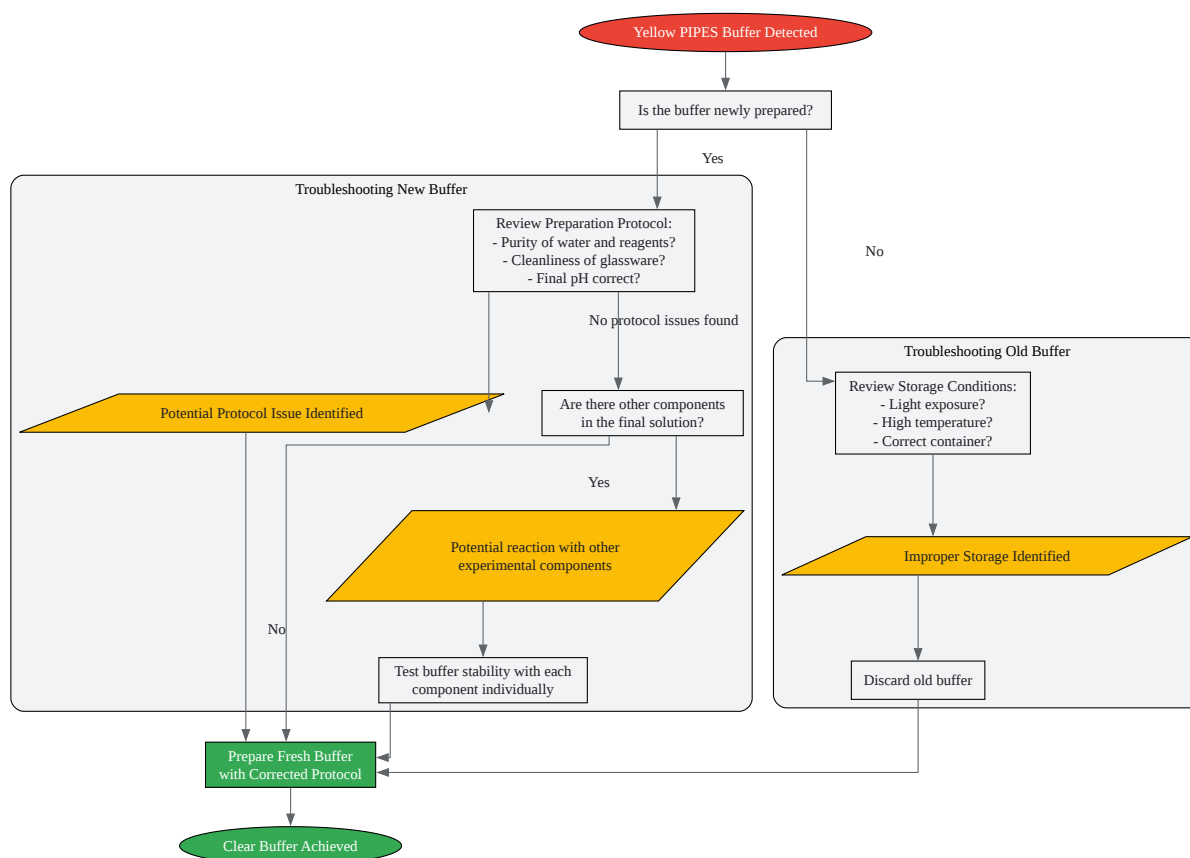 Yellow PIPES Buffer Detected
Is the buffer newly prepared?
Yes
No
Troubleshooting New Buffer
Review Preparation Protocol:
- Purity of water and reagents?
- Cleanliness of glassware?
- Final pH correct?
No protocol issues found
Potential Protocol Issue Identified
Are there other components
in the final solution?
Yes
Potential reaction with other
experimental components
No
Test buffer stability with each
component individually
Troubleshooting Old Buffer
Review Storage Conditions:
- Light exposure?
- High temperature?
- Correct container?
Improper Storage Identified
Discard old buffer
Prepare Fresh Buffer
with Corrected Protocol
Clear Buffer Achieved